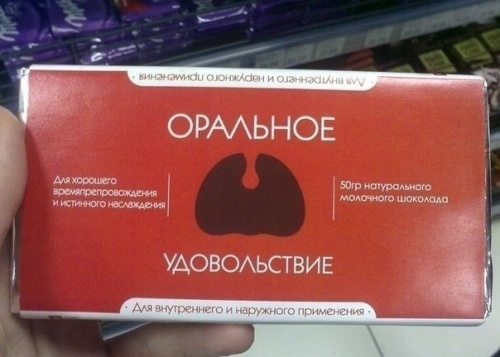 Для внутреннего и наружного применения
ОРАЛЬНОЕ
Для хорошего
времяпрепровождения
и истинного наслаждения
50гр натурального
молочного шоколада
УДОВОЛЬСТВИЕ
· Для внутреннего и наружного применения ·